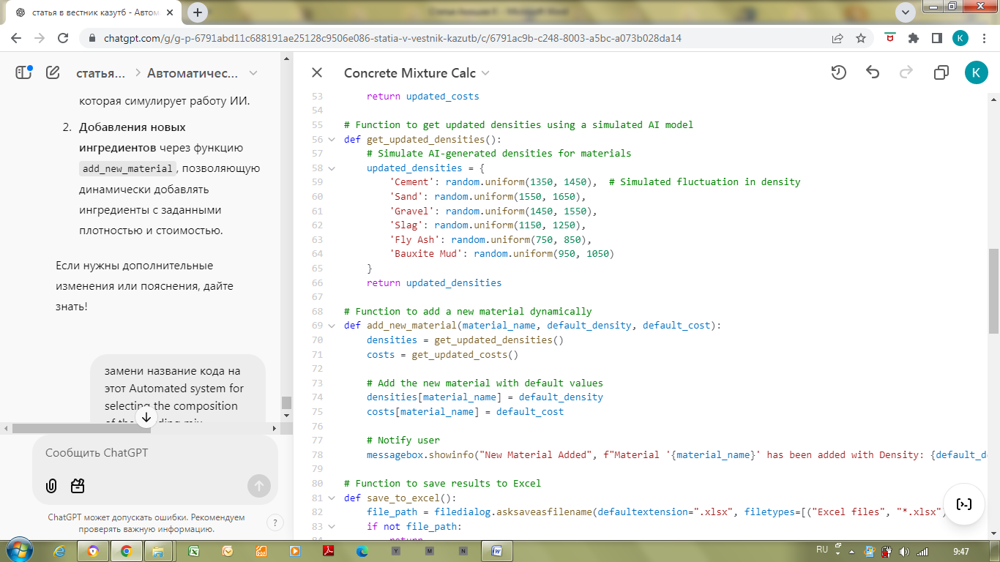 статья в вестник казутб - Автом
chatgpt.com/g/g-p-6791abd11c688191ae25128c9506e086-statia-v-vestnik-kazutb/c/6791ac9b-c248-8003-a5bc-a073b028da14
K
статья...
Автоматичес...
которая симулирует работу ИИ.
2. Добавления новых
ингредиентов через функцию
add_new_material, позволяющую
динамически добавлять
ингредиенты с заданными
плотностью и стоимостью.
Если нужны дополнительные
изменения или пояснения, дайте
знать!
замени название кода на
этот Automated system for
selecting the composition
Сообщить ChatGPT
ChatGPT может допускать ошибки. Рекомендуем
проверять важную информацию.
?
Concrete Mixture Calc
K
53     return updated_costs
54
55 # Function to get updated densities using a simulated AI model
56 def get_updated_densities():
57     # Simulate AI-generated densities for materials
58     updated_densities = {
59         'Cement': random.uniform(1350, 1450),  # Simulated fluctuation in density
60         'Sand': random.uniform(1550, 1650),
61         'Gravel': random.uniform(1450, 1550),
62         'Slag': random.uniform(1150, 1250),
63         'Fly Ash': random.uniform(750, 850),
64         'Bauxite Mud': random.uniform(950, 1050)
65     }
66     return updated_densities
67
68 # Function to add a new material dynamically
69 def add_new_material(material_name, default_density, default_cost):
70     densities = get_updated_densities()
71     costs = get_updated_costs()
72
73     # Add the new material with default values
74     densities[material_name] = default_density
75     costs[material_name] = default_cost
76
77     # Notify user
78     messagebox.showinfo("New Material Added", f"Material '{material_name}' has been added with Density: {default_d
79
80 # Function to save results to Excel
81 def save_to_excel():
82     file_path = filedialog.asksaveasfilename(defaultextension=".xlsx", filetypes=[("Excel files", "*.xlsx")
83     if not file_path:
84         return
RU
9:47